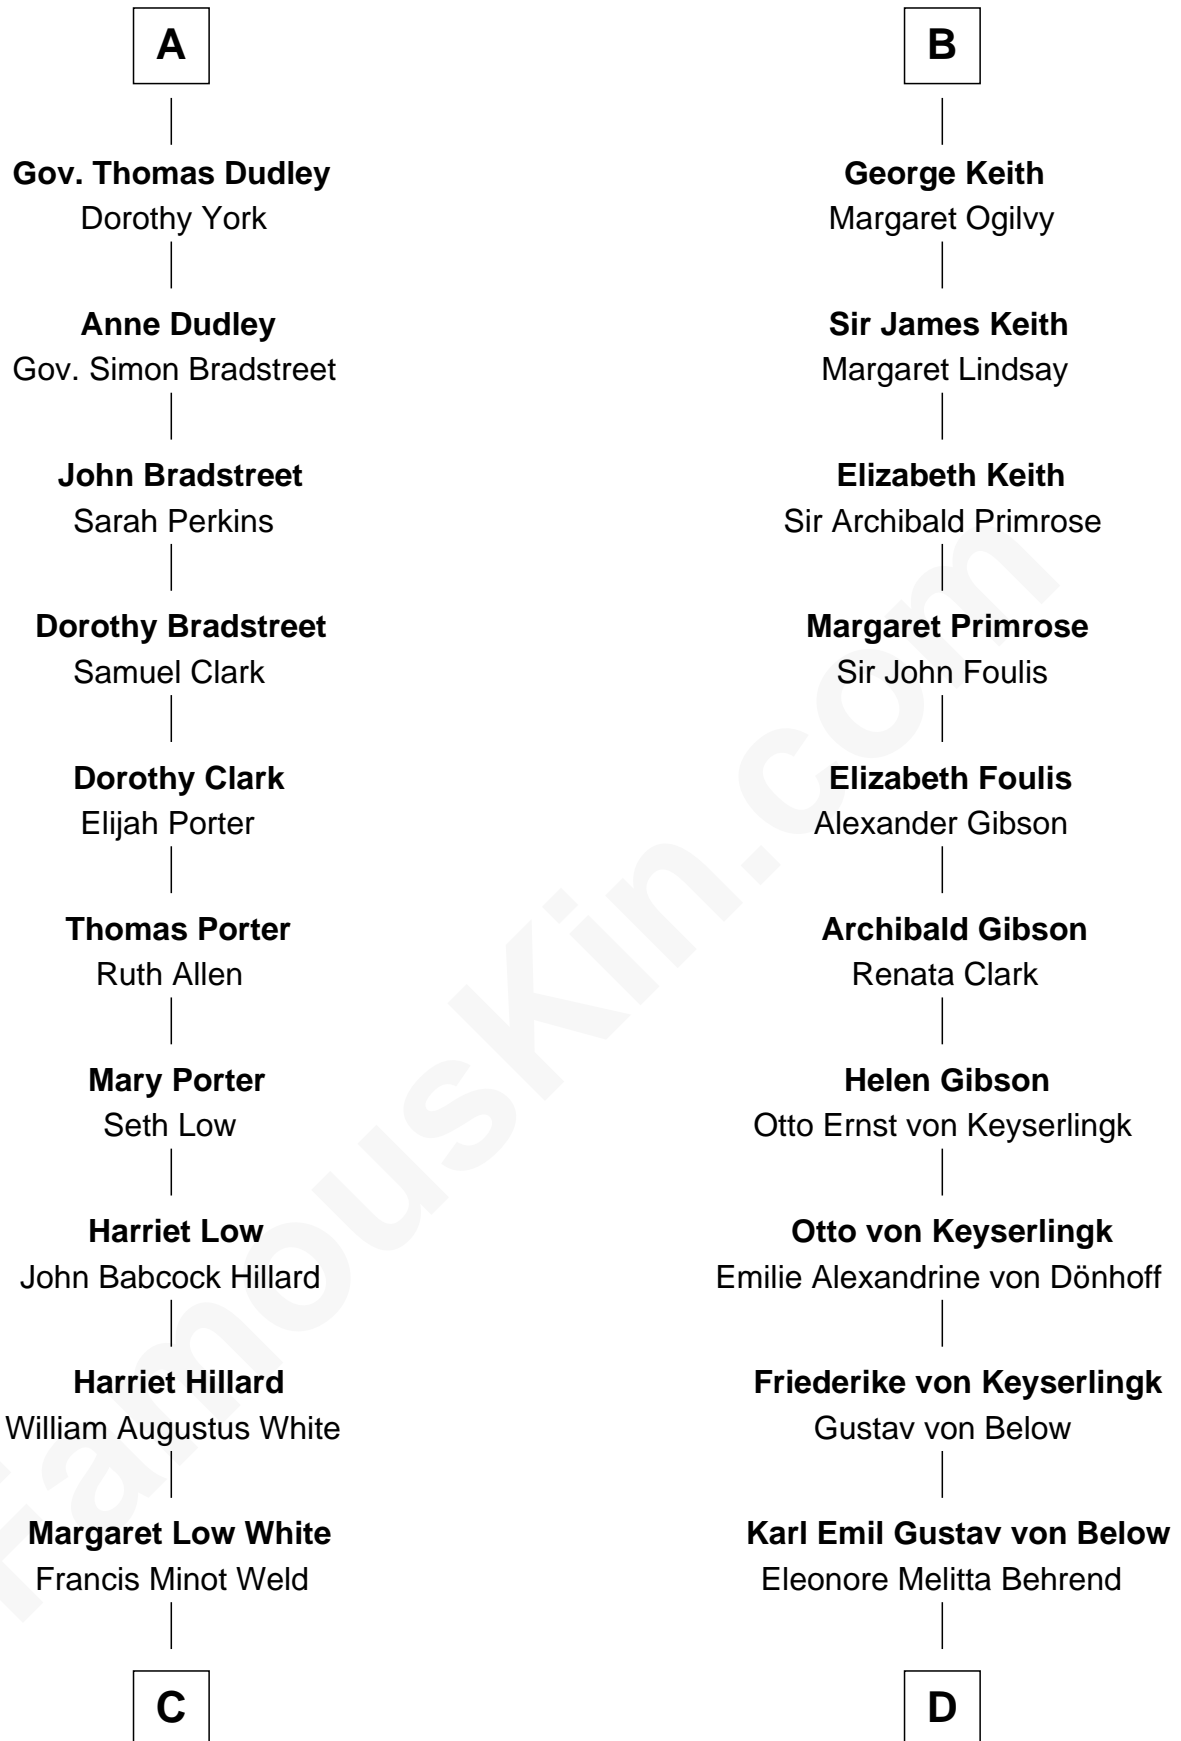 A
Gov. Thomas Dudley
Dorothy York
Anne Dudley
Gov. Simon Bradstreet
John Bradstreet
Sarah Perkins
Dorothy Bradstreet
Samuel Clark
Dorothy Clark
Elijah Porter
Thomas Porter
Ruth Allen
Mary Porter
Seth Low
Harriet Low
John Babcock Hillard
Harriet Hillard
William Augustus White
Margaret Low White
Francis Minot Weld
C
B
George Keith
Margaret Ogilvy
Sir James Keith
Margaret Lindsay
Elizabeth Keith
Sir Archibald Primrose
Margaret Primrose
Sir John Foulis
Elizabeth Foulis
Alexander Gibson
Archibald Gibson
Renata Clark
Helen Gibson
Otto Ernst von Keyserlingk
Otto von Keyserlingk
Emilie Alexandrine von Dönhoff
Friederike von Keyserlingk
Gustav von Below
Karl Emil Gustav von Below
Eleonore Melitta Behrend
D
FamousKin.com